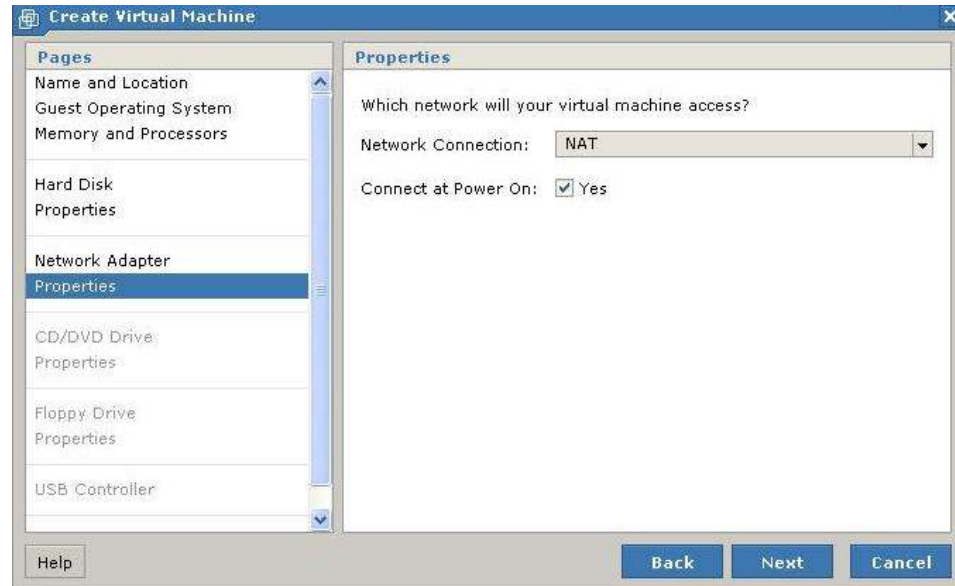 Create Virtual Machine
Pages
Name and Location
Guest Operating System
Memory and Processors
Hard Disk
Properties
Network Adapter
Properties
CD/DVD Drive
Properties
Floppy Drive
Properties
USB Controller
Properties
Which network will your virtual machine access?
Network Connection: NAT
Connect at Power On: Yes
Help
Back
Next
Cancel